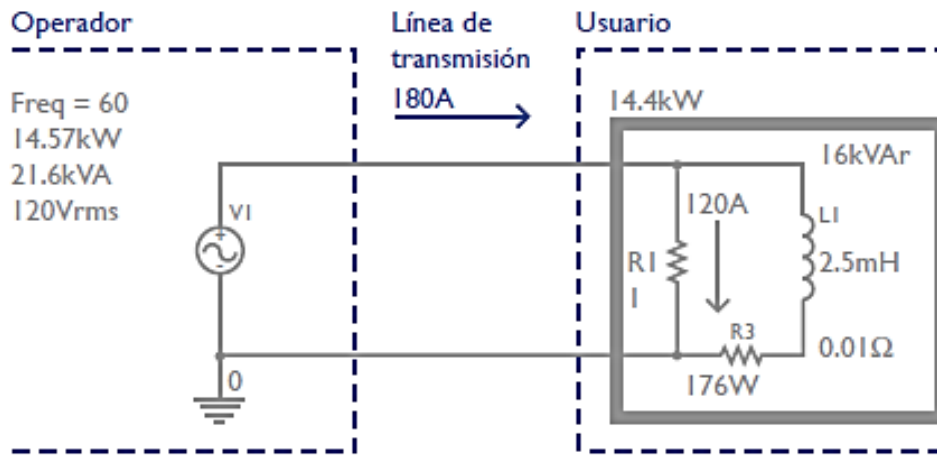 Operador
Línea de
transmisión
180A
Usuario
Freq = 60
14.57kW
21.6kVA
120Vrms
V1
0
14.4kW
16kVAr
120A
L1
R1
1
2.5mH
R3
0.01Ω
176W